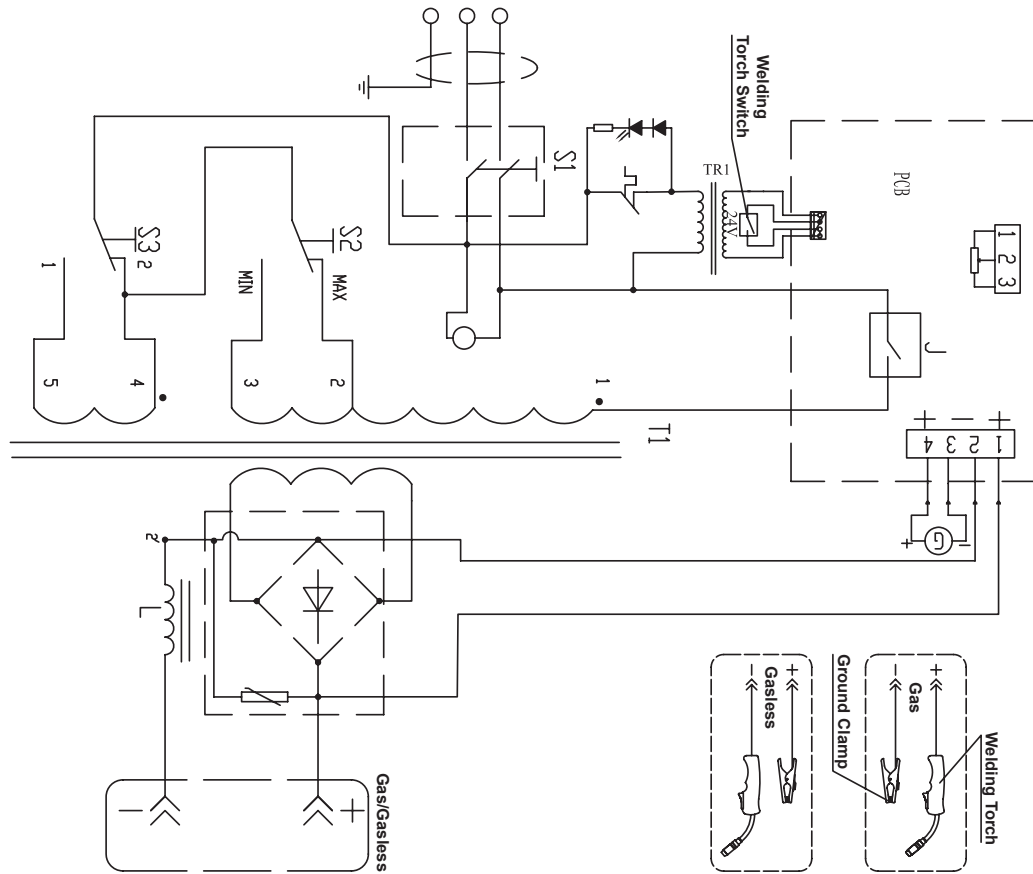 Welding
Torch Switch
PCB
S1
TR1
24V
1
2
3
S3
2
S2
1
MIN
MAX
J
5
4
3
2
1
T1
+ − +
4 3 2 1
G
+ −
2'
L
Gas/Gasless
− +
Gasless
− +
Gas
− +
Ground Clamp
Welding Torch